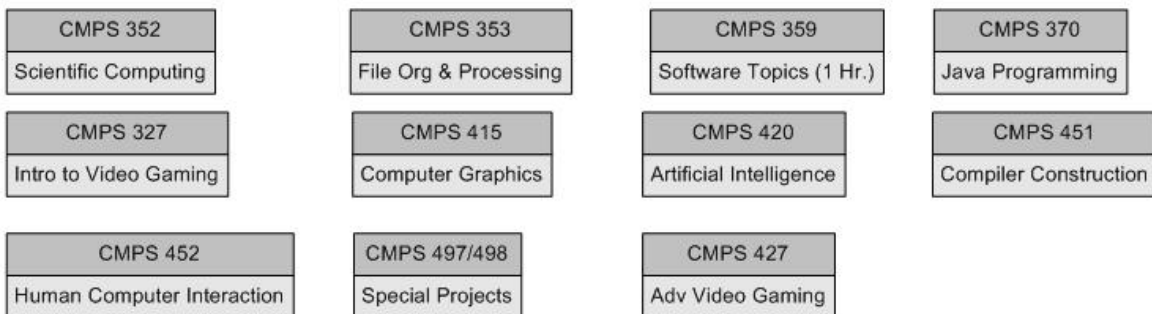 CMPS 352
Scientific Computing
CMPS 353
File Org & Processing
CMPS 359
Software Topics (1 Hr.)
CMPS 370
Java Programming
CMPS 327
Intro to Video Gaming
CMPS 415
Computer Graphics
CMPS 420
Artificial Intelligence
CMPS 451
Compiler Construction
CMPS 452
Human Computer Interaction
CMPS 497/498
Special Projects
CMPS 427
Adv Video Gaming